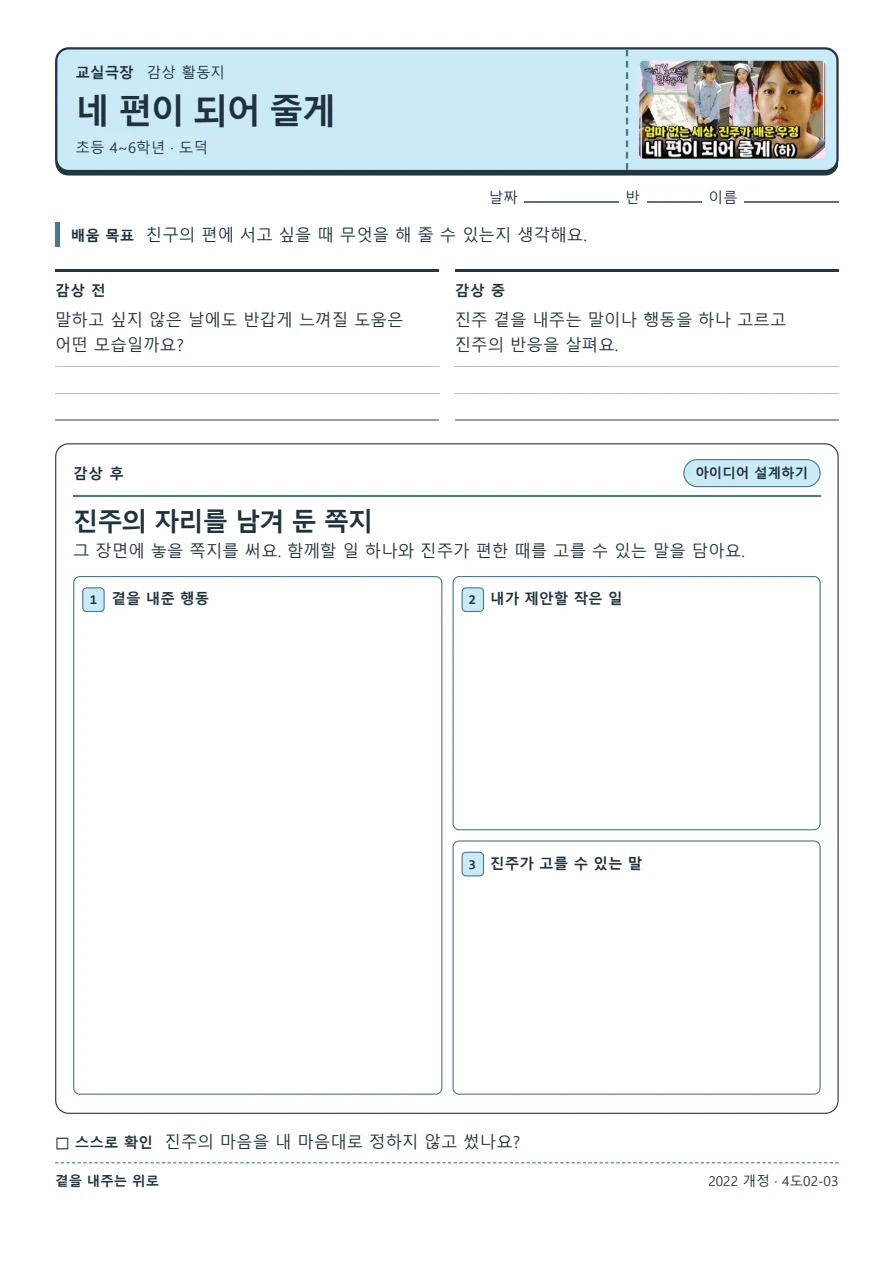 교실극장 감상 활동지
네 편이 되어 줄게
초등 4~6학년 · 도덕
엄마 없는 세상, 진주가 배운 우정
네 편이 되어 줄게 (하)
날짜 반 이름
배움 목표 친구의 편에 서고 싶을 때 무엇을 해 줄 수 있는지 생각해요.
감상 전
말하고 싶지 않은 날에도 반갑게 느껴질 도움은
어떤 모습일까요?
감상 중
진주 곁을 내주는 말이나 행동을 하나 고르고
진주의 반응을 살펴요.
감상 후
아이디어 설계하기
진주의 자리를 남겨 둔 쪽지
그 장면에 놓을 쪽지를 써요. 함께할 일 하나와 진주가 편한 때를 고를 수 있는 말을 담아요.
1 곁을 내준 행동
2 내가 제안할 작은 일
3 진주가 고를 수 있는 말
스스로 확인 진주의 마음을 내 마음대로 정하지 않고 썼나요?
곁을 내주는 위로
2022 개정 · 4도02-03